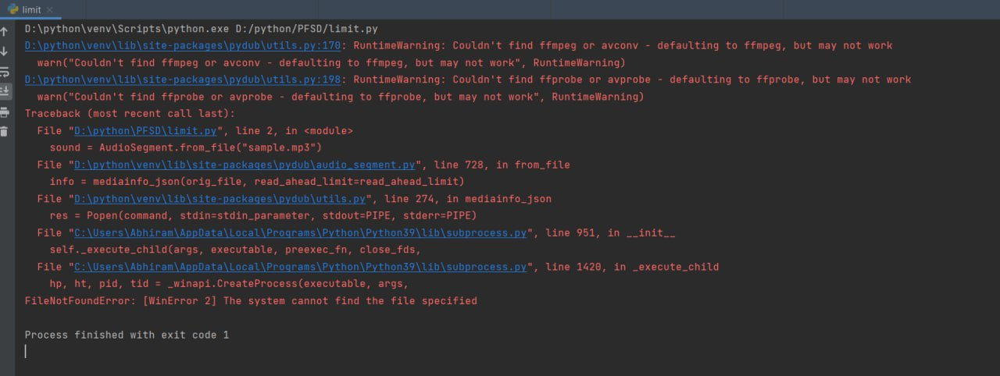 limit
D:\python\venv\Scripts\python.exe D:/python/PFSD/limit.py
D:\python\venv\lib\site-packages\pydub\utils.py:170: RuntimeWarning: Couldn't find ffmpeg or avconv - defaulting to ffmpeg, but may not work
  warn("Couldn't find ffmpeg or avconv - defaulting to ffmpeg, but may not work", RuntimeWarning)
D:\python\venv\lib\site-packages\pydub\utils.py:198: RuntimeWarning: Couldn't find ffprobe or avprobe - defaulting to ffprobe, but may not work
  warn("Couldn't find ffprobe or avprobe - defaulting to ffprobe, but may not work", RuntimeWarning)
Traceback (most recent call last):
  File "D:\python\PFSD\limit.py", line 2, in <module>
    sound = AudioSegment.from_file("sample.mp3")
  File "D:\python\venv\lib\site-packages\pydub\audio_segment.py", line 728, in from_file
    info = mediainfo_json(orig_file, read_ahead_limit=read_ahead_limit)
  File "D:\python\venv\lib\site-packages\pydub\utils.py", line 274, in mediainfo_json
    res = Popen(command, stdin=stdin_parameter, stdout=PIPE, stderr=PIPE)
  File "C:\Users\Abhiram\AppData\Local\Programs\Python\Python39\lib\subprocess.py", line 951, in __init__
    self._execute_child(args, executable, preexec_fn, close_fds,
  File "C:\Users\Abhiram\AppData\Local\Programs\Python\Python39\lib\subprocess.py", line 1420, in _execute_child
    hp, ht, pid, tid = _winapi.CreateProcess(executable, args,
FileNotFoundError: [WinError 2] The system cannot find the file specified
Process finished with exit code 1